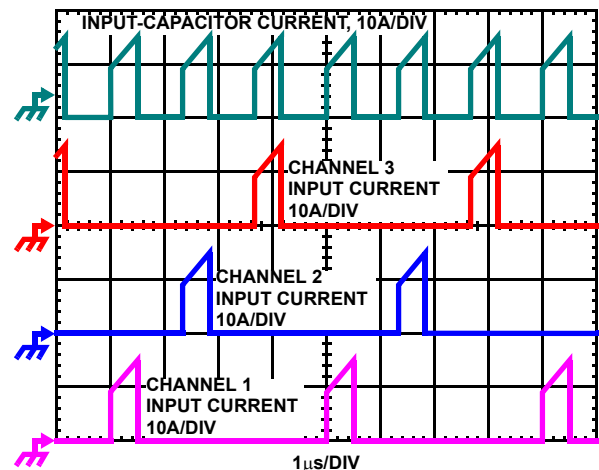 INPUT-CAPACITOR CURRENT, 10A/DIV
CHANNEL 3
INPUT CURRENT
10A/DIV
CHANNEL 2
INPUT CURRENT
10A/DIV
CHANNEL 1
INPUT CURRENT
10A/DIV
1μs/DIV